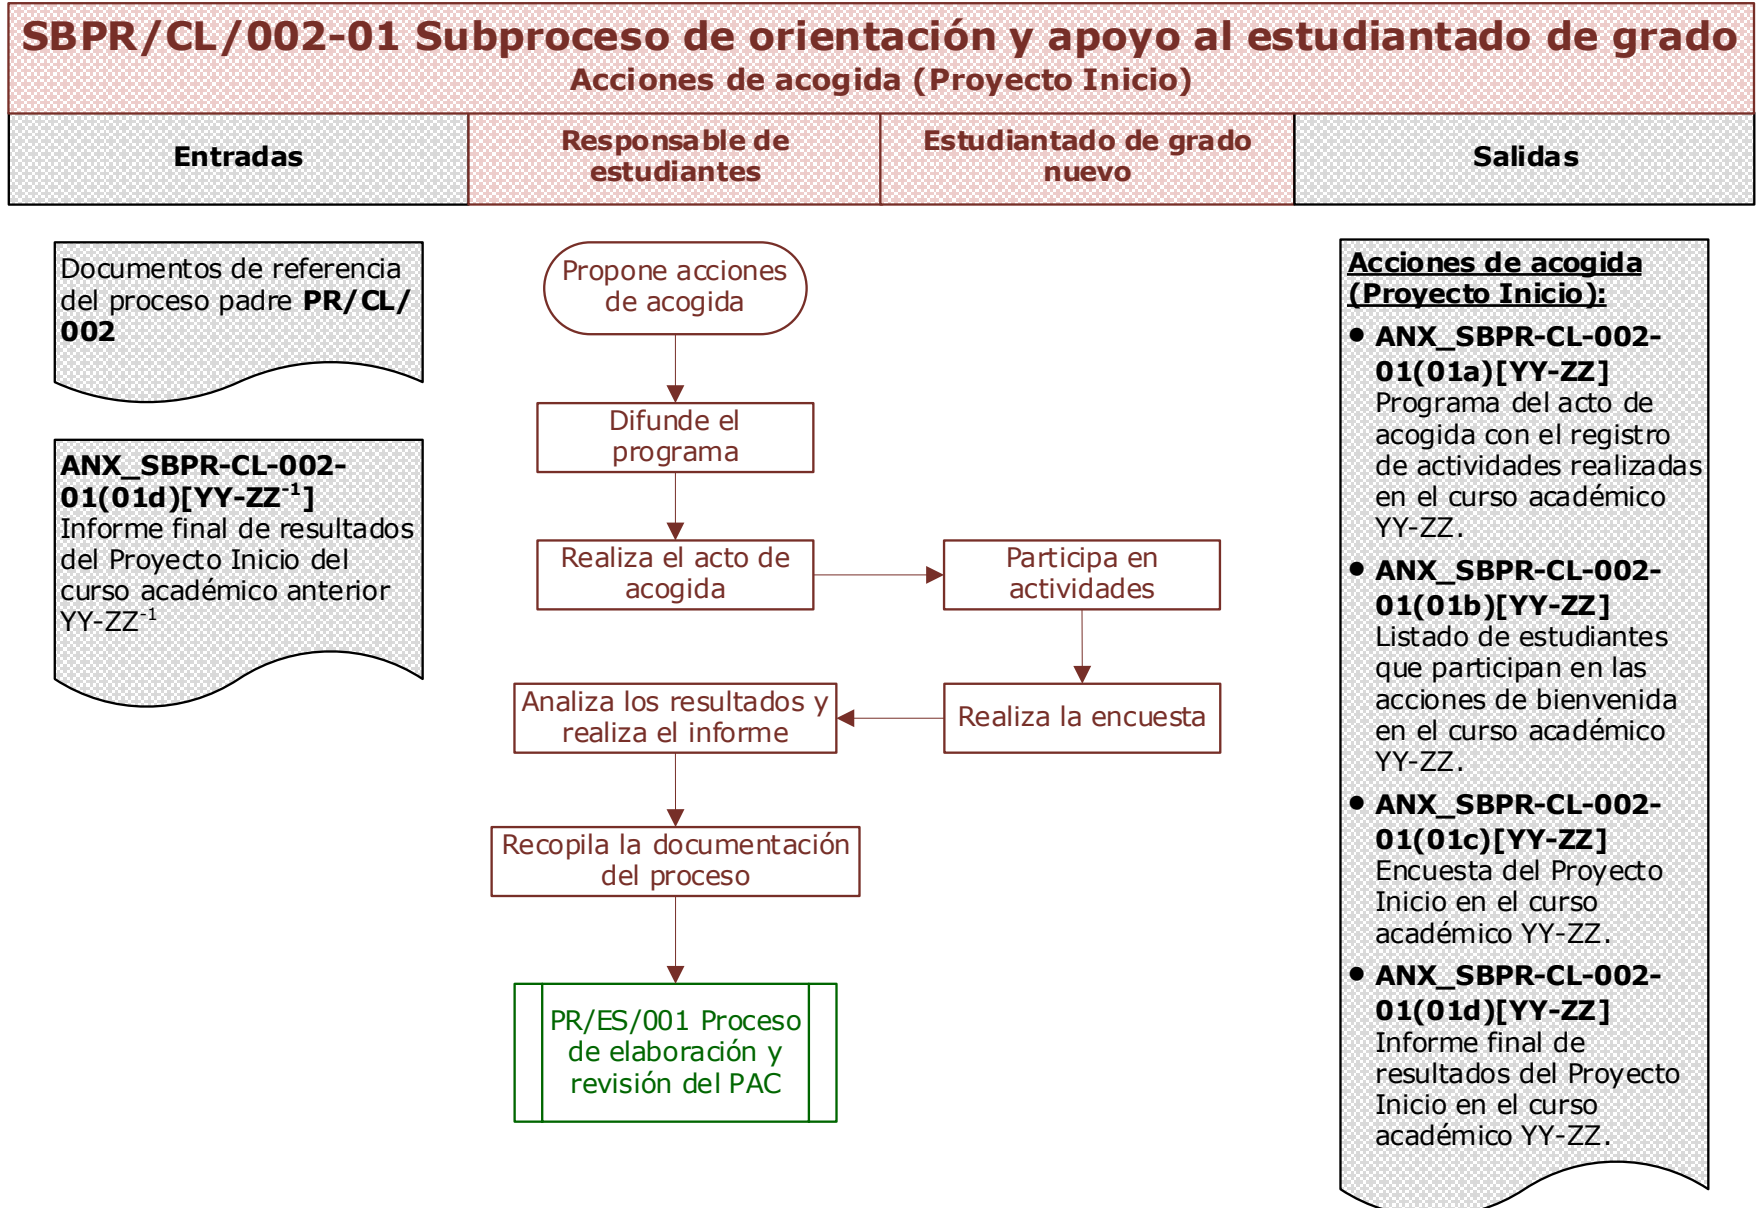 SBPR/CL/002-01 Subproceso de orientación y apoyo al estudiantado de grado
Acciones de acogida (Proyecto Inicio)
Entradas
Responsable de
estudiantes
Estudiantado de grado
nuevo
Salidas
Documentos de referencia
del proceso padre PR/CL/
002
ANX_SBPR-CL-002-
01(01d)[YY-ZZ⁻¹]
Informe final de resultados
del Proyecto Inicio del
curso académico anterior
YY-ZZ⁻¹
Propone acciones
de acogida
Difunde el
programa
Realiza el acto de
acogida
Participa en
actividades
Realiza la encuesta
Analiza los resultados y
realiza el informe
Recopila la documentación
del proceso
PR/ES/001 Proceso
de elaboración y
revisión del PAC
Acciones de acogida
(Proyecto Inicio):
• ANX_SBPR-CL-002-
01(01a)[YY-ZZ]
Programa del acto de
acogida con el registro
de actividades realizadas
en el curso académico
YY-ZZ.
• ANX_SBPR-CL-002-
01(01b)[YY-ZZ]
Listado de estudiantes
que participan en las
acciones de bienvenida
en el curso académico
YY-ZZ.
• ANX_SBPR-CL-002-
01(01c)[YY-ZZ]
Encuesta del Proyecto
Inicio en el curso
académico YY-ZZ.
• ANX_SBPR-CL-002-
01(01d)[YY-ZZ]
Informe final de
resultados del Proyecto
Inicio en el curso
académico YY-ZZ.